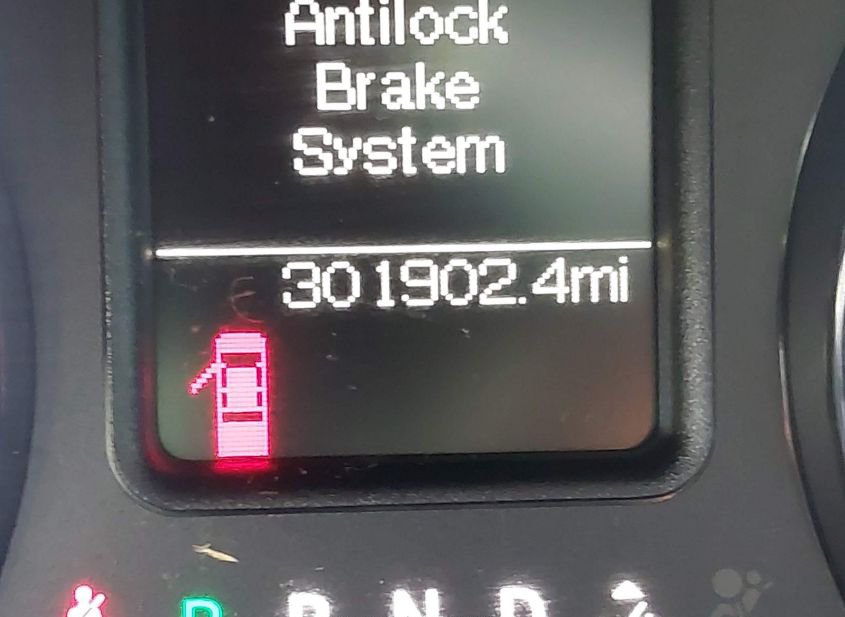 Antilock
Brake
System
301902.4mi
P R N D